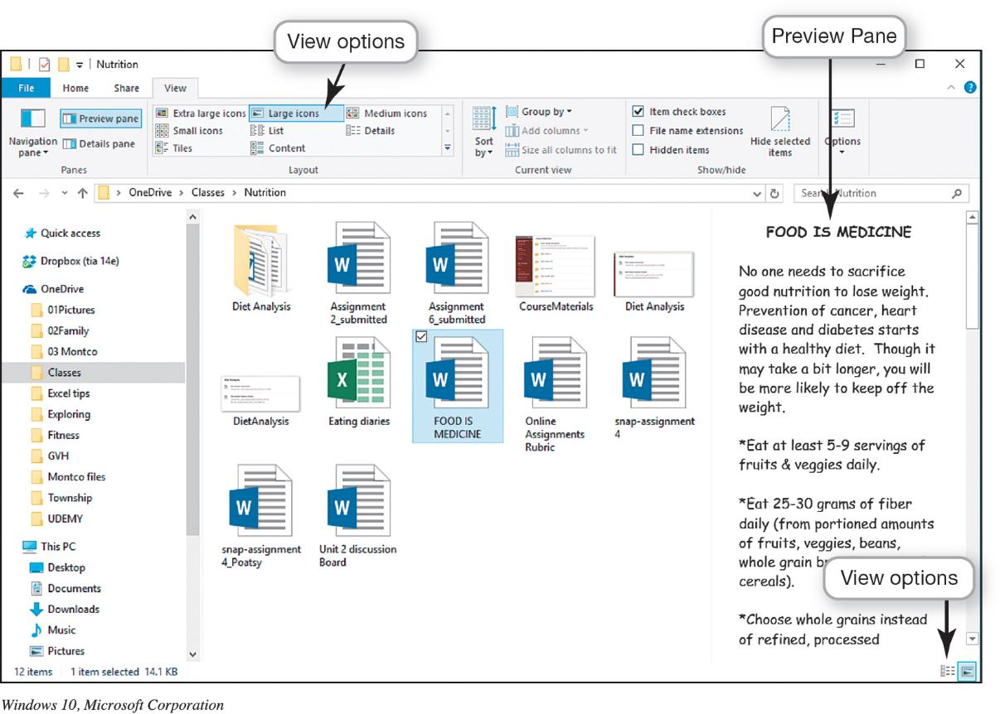 View options
Preview Pane
Nutrition
File Home Share View
Preview pane
Details pane
Navigation pane
Panes
Extra large icons Large icons Medium icons
Small icons List Details
Tiles Content
Layout
Sort by
Group by
Add columns
Size all columns to fit
Current view
Item check boxes
File name extensions
Hidden items
Hide selected items
Show/hide
Options
OneDrive > Classes > Nutrition
Nutrition
Quick access
Dropbox (tia 14e)
OneDrive
01Pictures
02Family
03 Montco
Classes
Excel tips
Exploring
Fitness
GVH
Montco files
Township
UDEMY
This PC
Desktop
Documents
Downloads
Music
Pictures
Diet Analysis
Assignment
2_submitted
Assignment
6_submitted
CourseMaterials
Diet Analysis
DietAnalysis
Eating diaries
FOOD IS
MEDICINE
Online
Assignments
Rubric
snap-assignment
4
snap-assignment
4_Poatsy
Unit 2 discussion
Board
FOOD IS MEDICINE
No one needs to sacrifice
good nutrition to lose weight.
Prevention of cancer, heart
disease and diabetes starts
with a healthy diet. Though it
may take a bit longer, you will
be more likely to keep off the
weight.
*Eat at least 5-9 servings of
fruits & veggies daily.
*Eat 25-30 grams of fiber
daily (from portioned amounts
of fruits, veggies, beans,
whole grain
cereals).
View options
*Choose whole grains instead
of refined, processed
12 items 1 item selected 14.1 KB
Windows 10, Microsoft Corporation